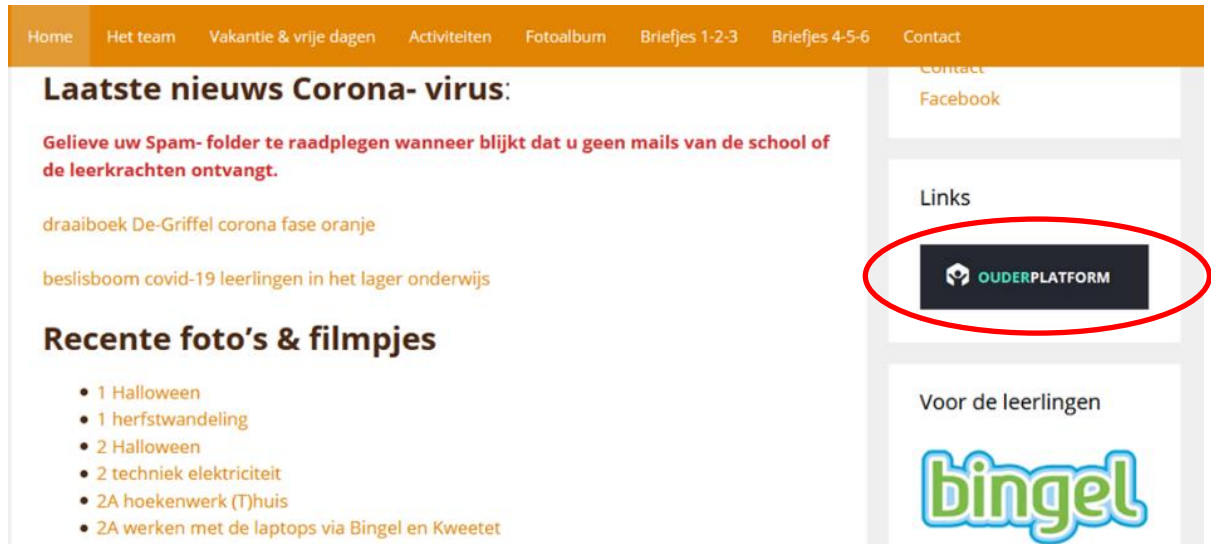 Home Het team Vakantie & vrije dagen Activiteiten Fotoalbum Briefjes 1-2-3 Briefjes 4-5-6 Contact
Laatste nieuws Corona- virus:
Gelieve uw Spam- folder te raadplegen wanneer blijkt dat u geen mails van de school of
de leerkrachten ontvangt.
draaiboek De-Griffel corona fase oranje
beslisboom covid-19 leerlingen in het lager onderwijs
Recente foto’s & filmpjes
1 Halloween
1 herfstwandeling
2 Halloween
2 techniek elektriciteit
2A hoekenwerk (T)huis
2A werken met de laptops via Bingel en Kweetet
Contact
Facebook
Links
OUDERPLATFORM
Voor de leerlingen
bingel